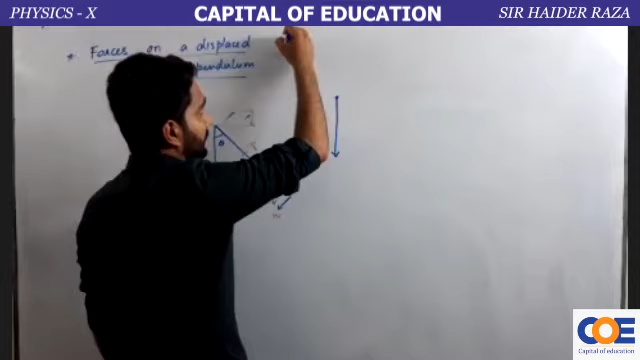 PHYSICS - X
CAPITAL OF EDUCATION
SIR HAIDER RAZA
* Forces on a displaced
pendulum
θ
T
W
COE
Capital of education